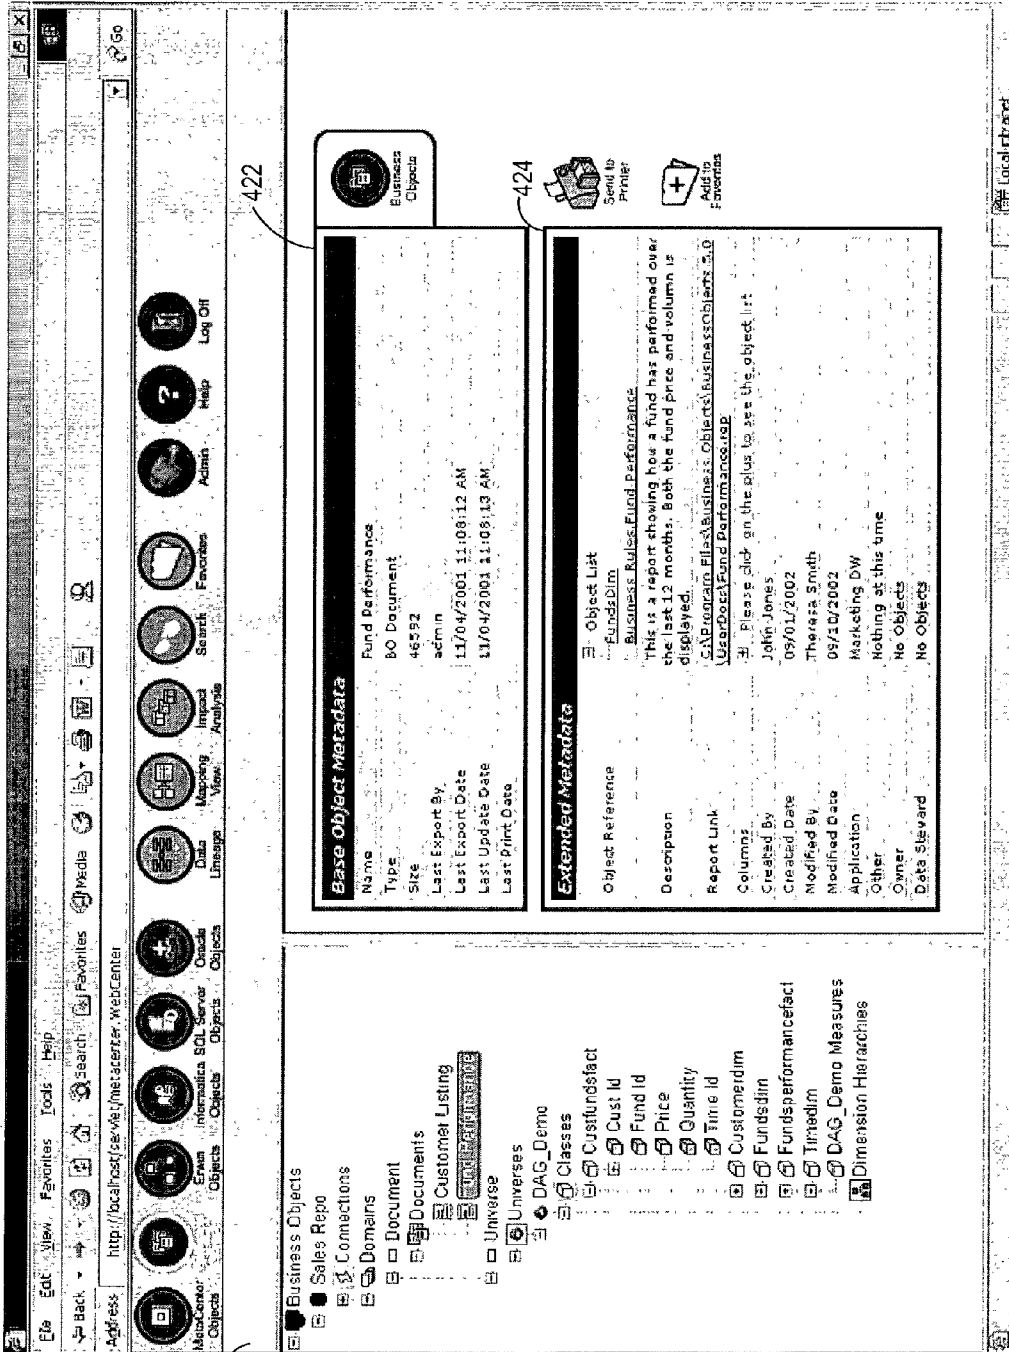 File Edit View Favorites Tools Help
Back Search Favorites Media
Address http://localhost/servlet/metacenter.WebCenter Go
MetaCenter Objects
Erwin Objects
Informatica Objects
SQL Server Objects
Oracle Objects
Data Lineage
Mapping View
Impact Analysis
Search
Favorites
Admin
Help
Log Off
Business Objects
Sales Repo
Connections
Domains
Document
Documents
Customer Listing
Universe
Universes
DAG_Demo
Classes
Custfundsfact
Cust Id
Fund Id
Price
Quantity
Time Id
Customerdim
Fundsdim
Fundsperformancefact
Timedim
DAG_Demo Measures
Dimension Hierarchies
422
Base Object Metadata
Name Fund Performance
Type BO Document
Size 46592
Last Export By admin
Last Export Date 11/04/2001 11:08:12 AM
Last Update Date 11/04/2001 11:08:13 AM
Last Print Date
Business Objects
424
Send to Printer
Add to Favorites
Extended Metadata
Object Reference Object List
FundsDim
Business Rules.Fund.Performance
Description This is a report showing how a fund has performed over
the last 12 months. Both the fund price and volumn is
displayed.
Report Link C:\Program Files\Business Objects\BusinessObjects 5.0
\UserDocs\Fund Performance.rep
Columns Please click on the plus to see the object list
Created By John Jones
Created Date 09/01/2002
Modified By Theresa Smith
Modified Date 09/10/2002
Application Marketing DW
Other Nothing at this time
Owner No Objects
Data Steward No Objects
Local intranet